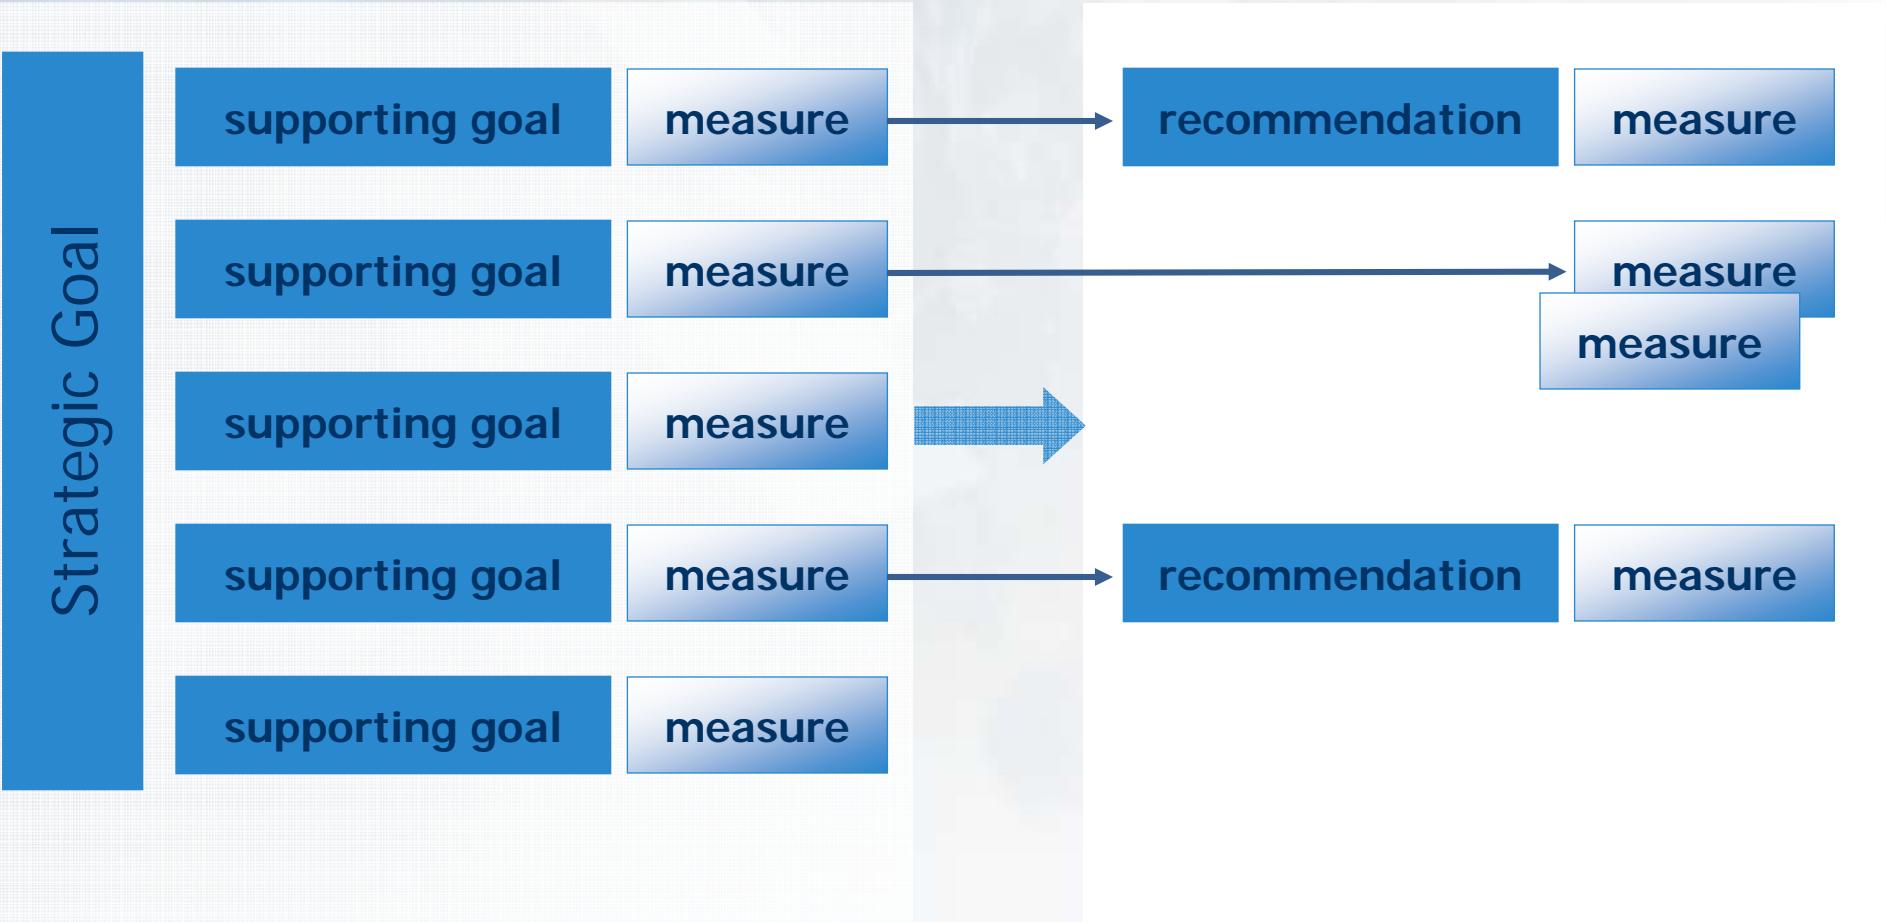 Strategic Goal
supporting goal measure recommendation measure
supporting goal measure measure
measure
supporting goal measure
supporting goal measure recommendation measure
supporting goal measure